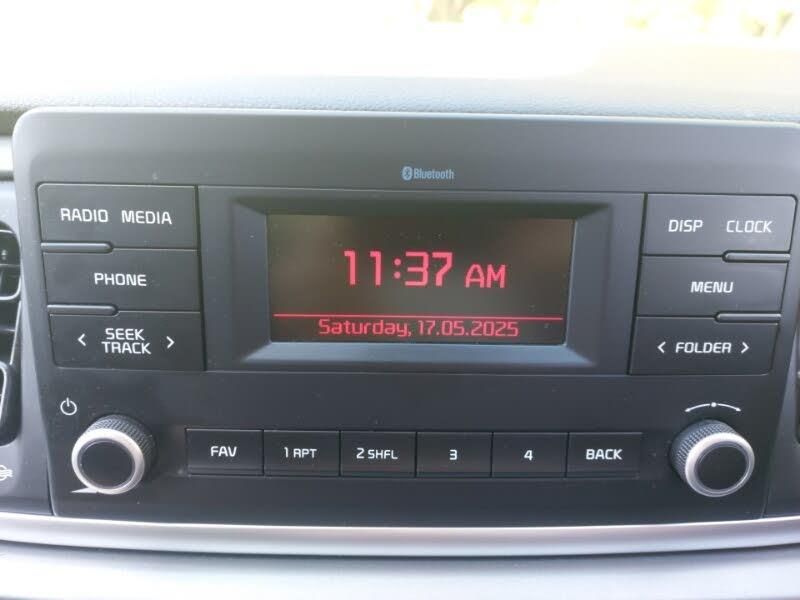 Bluetooth
RADIO MEDIA
PHONE
< SEEK TRACK >
11:37 AM
Saturday, 17.05.2025
DISP CLOCK
MENU
< FOLDER >
FAV
1 RPT
2 SHFL
3
4
BACK